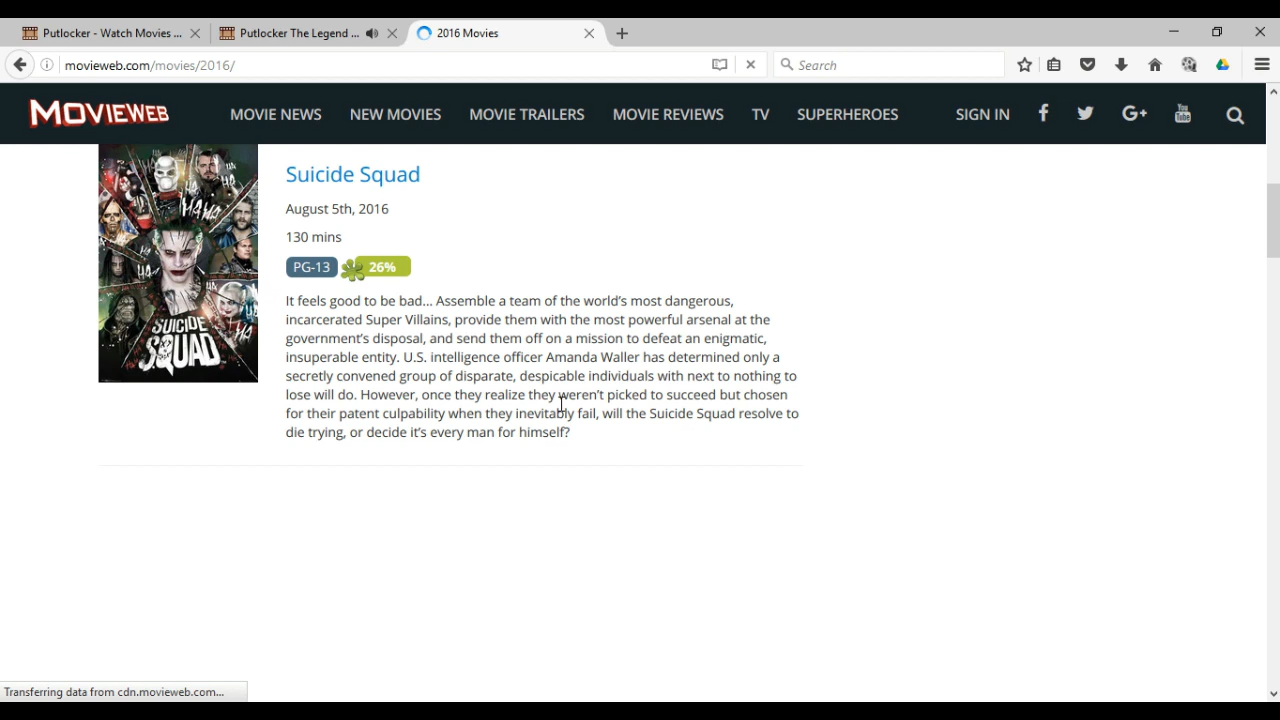 Putlocker - Watch Movies ...
Putlocker The Legend ...
2016 Movies
movieweb.com/movies/2016/
Search
MOVIEWEB
MOVIE NEWS
NEW MOVIES
MOVIE TRAILERS
MOVIE REVIEWS
TV
SUPERHEROES
SIGN IN
f
G+
You
Tube
HAHA
SUICIDE
SQUAD
Suicide Squad
August 5th, 2016
130 mins
PG-13
26%
It feels good to be bad... Assemble a team of the world's most dangerous,
incarcerated Super Villains, provide them with the most powerful arsenal at the
government's disposal, and send them off on a mission to defeat an enigmatic,
insuperable entity. U.S. intelligence officer Amanda Waller has determined only a
secretly convened group of disparate, despicable individuals with next to nothing to
lose will do. However, once they realize they weren't picked to succeed but chosen
for their patent culpability when they inevitably fail, will the Suicide Squad resolve to
die trying, or decide it's every man for himself?
Transferring data from cdn.movieweb.com...